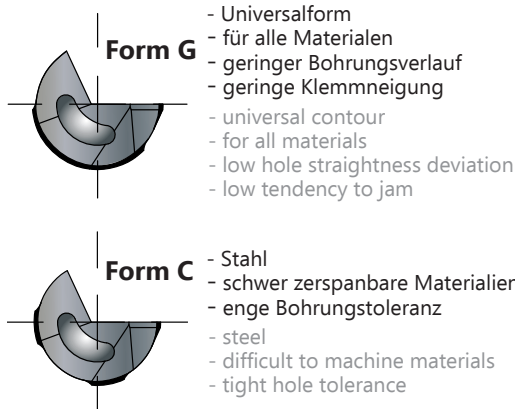 Form G
- Universalform
- für alle Materialen
- geringer Bohrungsverlauf
- geringe Klemmneigung
- universal contour
- for all materials
- low hole straightness deviation
- low tendency to jam
Form C
- Stahl
- schwer zerspanbare Materialier
- enge Bohrungstoleranz
- steel
- difficult to machine materials
- tight hole tolerance